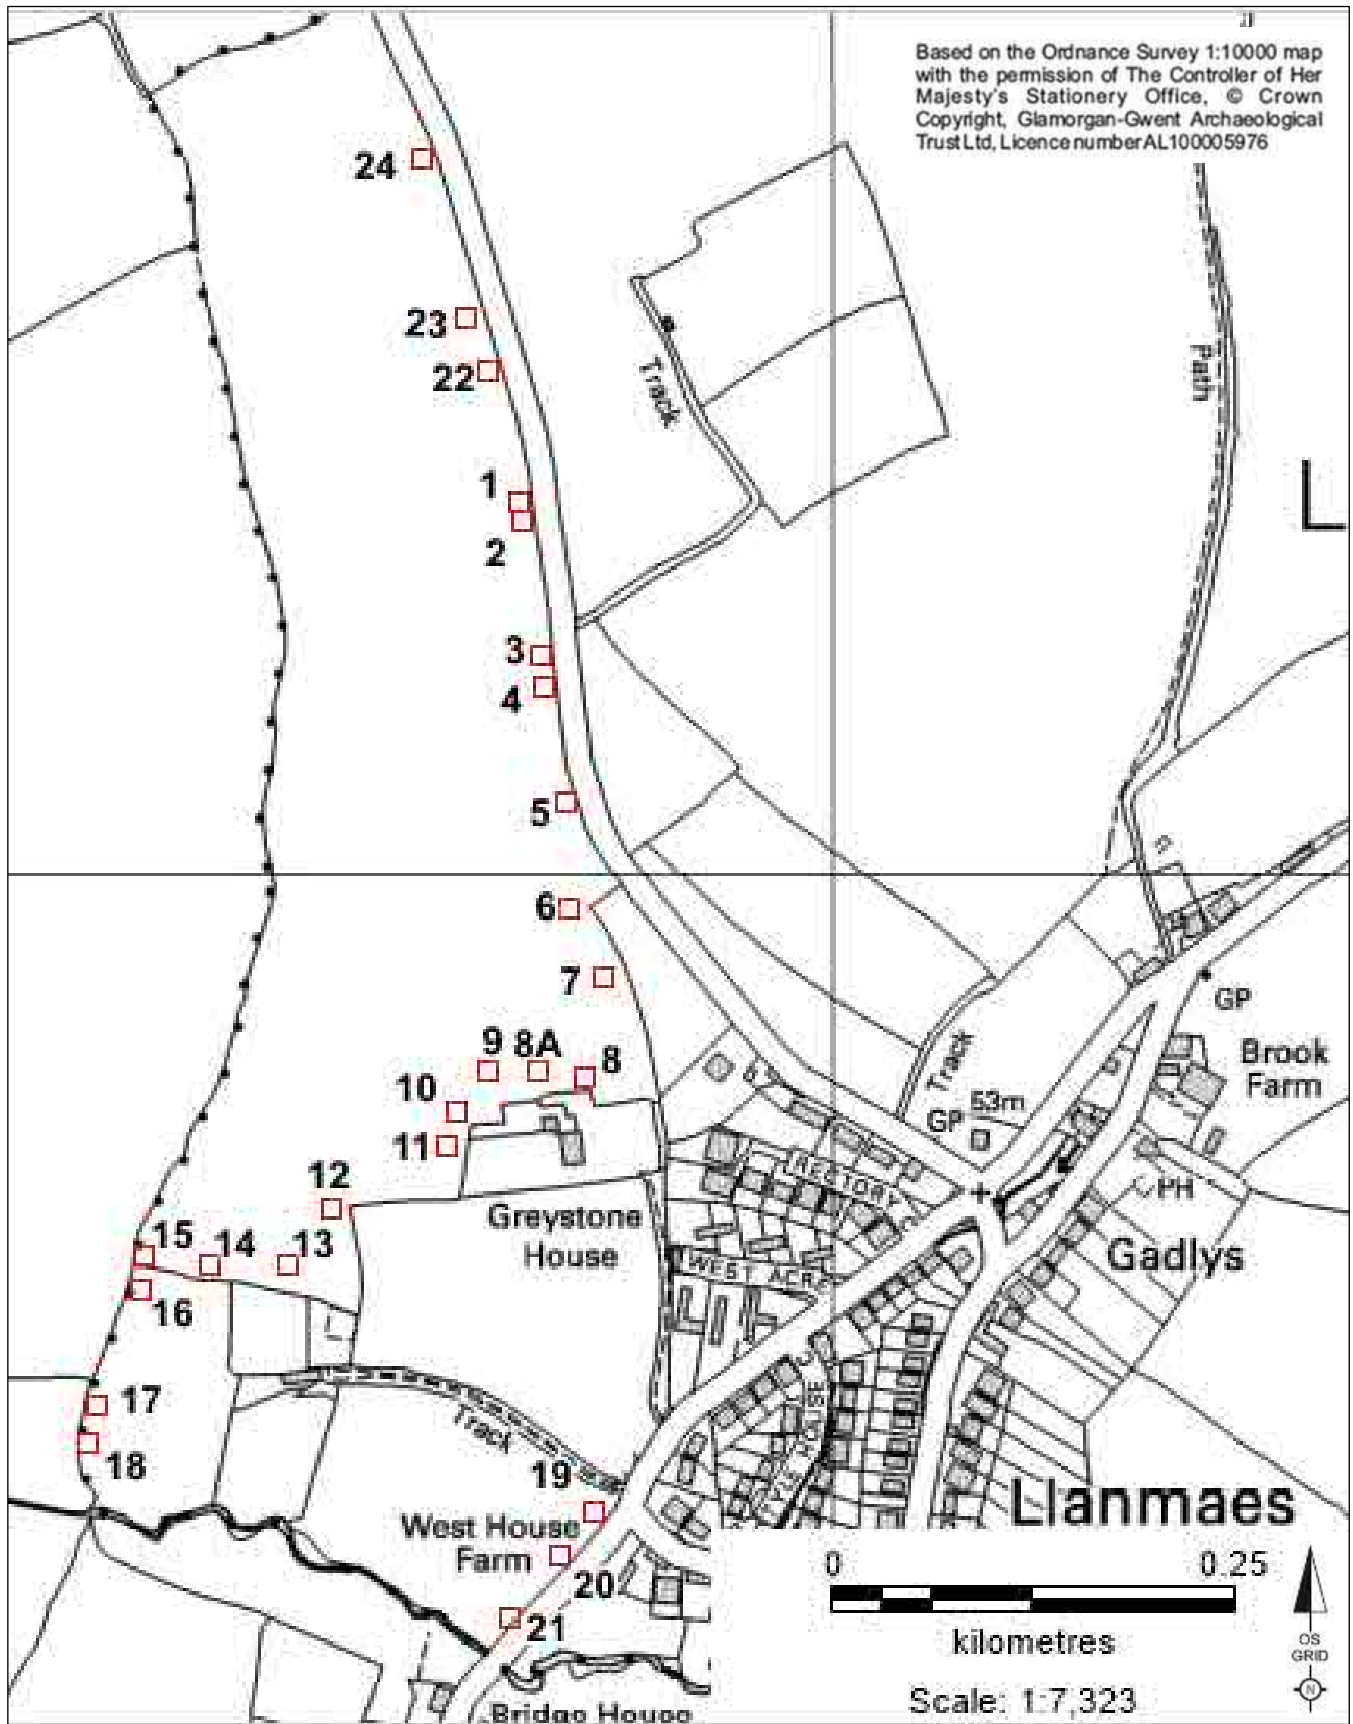 Based on the Ordnance Survey 1:10000 map
with the permission of The Controller of Her
Majesty's Stationery Office, © Crown
Copyright, Glamorgan-Gwent Archaeological
Trust Ltd, Licence number AL100005976
24
23
22
Track
Path
1
2
L
3
4
5
6
7
GP
9
8A
8
10
Track
Brook
Farm
53m
GP
11
RECTORY
PH
12
Greystone
House
15
14
13
WEST ACRE
Gadlys
16
17
Track
HOUSE
18
19
Llanmaes
West House
Farm
20
0
0.25
21
kilometres
OS
GRID
N
Scale: 1:7,323
Bridge House